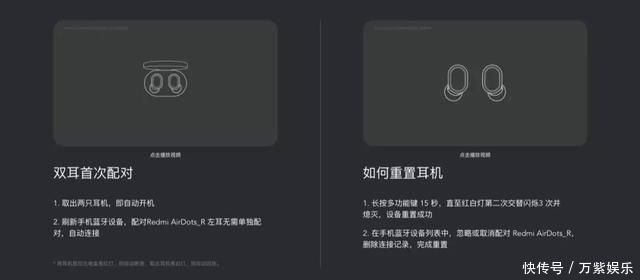 点击播放视频
双耳首次配对
1. 取出两只耳机，即自动开机
2. 刷新手机蓝牙设备，配对Redmi AirDots_R 左耳无需单独配
对，自动连接
点击播放视频
如何重置耳机
1. 长按多功能键 15 秒，直至红白灯第二次交替闪烁3 次并
熄灭，设备重置成功
2. 在手机蓝牙设备列表中，忽略或取消配对 Redmi AirDots_R，
删除连接记录，完成重置
快传号 / 万紫娱乐